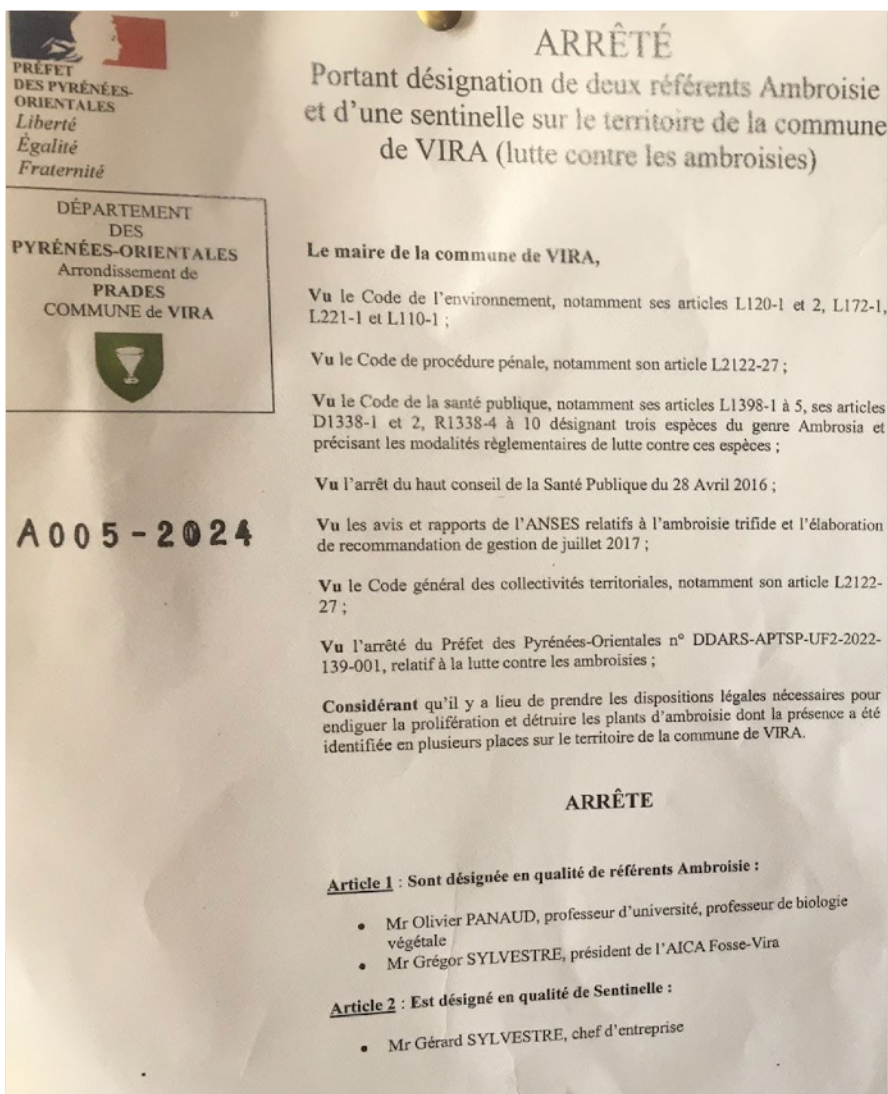 PRÉFET
DES PYRÉNÉES-
ORIENTALES
Liberté
Égalité
Fraternité
DÉPARTEMENT
DES
PYRÉNÉES-ORIENTALES
Arrondissement de
PRADES
COMMUNE de VIRA
A005-2024
ARRÊTÉ
Portant désignation de deux référents Ambroisie
et d'une sentinelle sur le territoire de la commune
de VIRA (lutte contre les ambroisies)
Le maire de la commune de VIRA,
Vu le Code de l'environnement, notamment ses articles L120-1 et 2, L172-1,
L221-1 et L110-1 ;
Vu le Code de procédure pénale, notamment son article L2122-27 ;
Vu le Code de la santé publique, notamment ses articles L1398-1 à 5, ses articles
D1338-1 et 2, R1338-4 à 10 désignant trois espèces du genre Ambrosia et
précisant les modalités règlementaires de lutte contre ces espèces ;
Vu l'arrêt du haut conseil de la Santé Publique du 28 Avril 2016 ;
Vu les avis et rapports de l'ANSES relatifs à l'ambroisie trifide et l'élaboration
de recommandation de gestion de juillet 2017 ;
Vu le Code général des collectivités territoriales, notamment son article L2122-
27 ;
Vu l'arrêté du Préfet des Pyrénées-Orientales n° DDARS-APTSP-UF2-2022-
139-001, relatif à la lutte contre les ambroisies ;
Considérant qu'il y a lieu de prendre les dispositions légales nécessaires pour
endiguer la prolifération et détruire les plants d'ambroisie dont la présence a été
identifiée en plusieurs places sur le territoire de la commune de VIRA.
ARRÊTE
Article 1 : Sont désignée en qualité de référents Ambroisie :
• Mr Olivier PANAUD, professeur d'université, professeur de biologie
végétale
• Mr Grégor SYLVESTRE, président de l'AICA Fosse-Vira
Article 2 : Est désigné en qualité de Sentinelle :
• Mr Gérard SYLVESTRE, chef d'entreprise